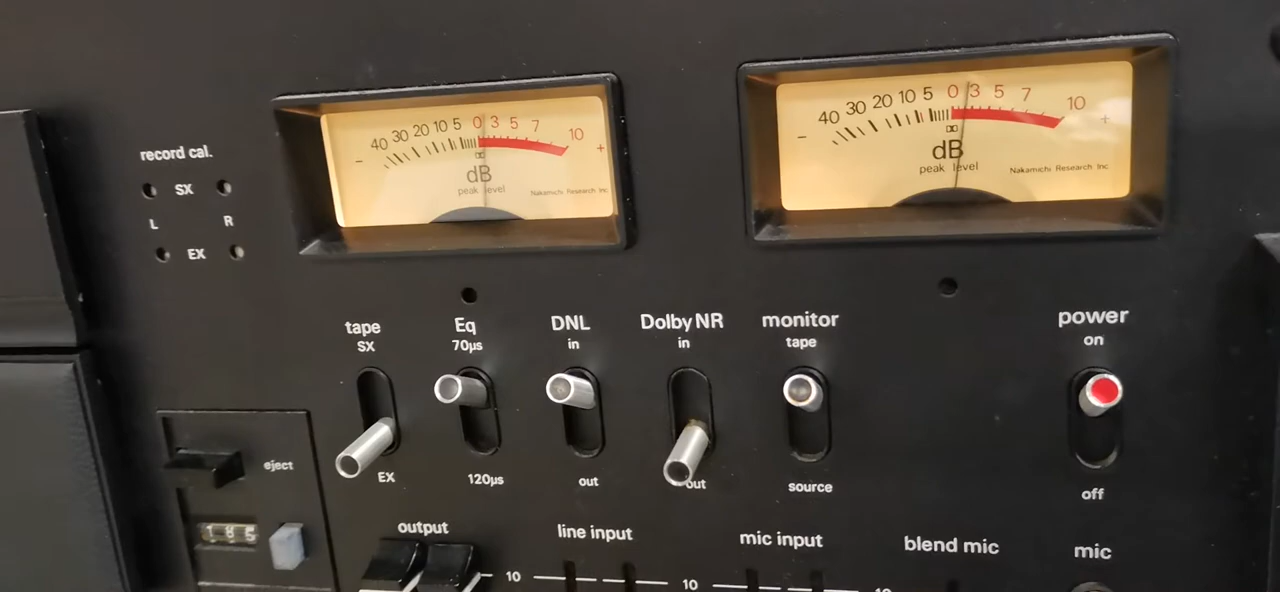 40 30 20 10 5 0 3 5 7 10
− +
dB
peak level
Nakamichi Research Inc
40 30 20 10 5 0 3 5 7 10
− +
dB
peak level
Nakamichi Research Inc
record cal.
SX
L R
EX
tape
SX
EX
Eq
70µs
120µs
DNL
in
out
Dolby NR
in
out
monitor
tape
source
power
on
off
eject
185
output
line input
mic input
blend mic
mic
10
10
10